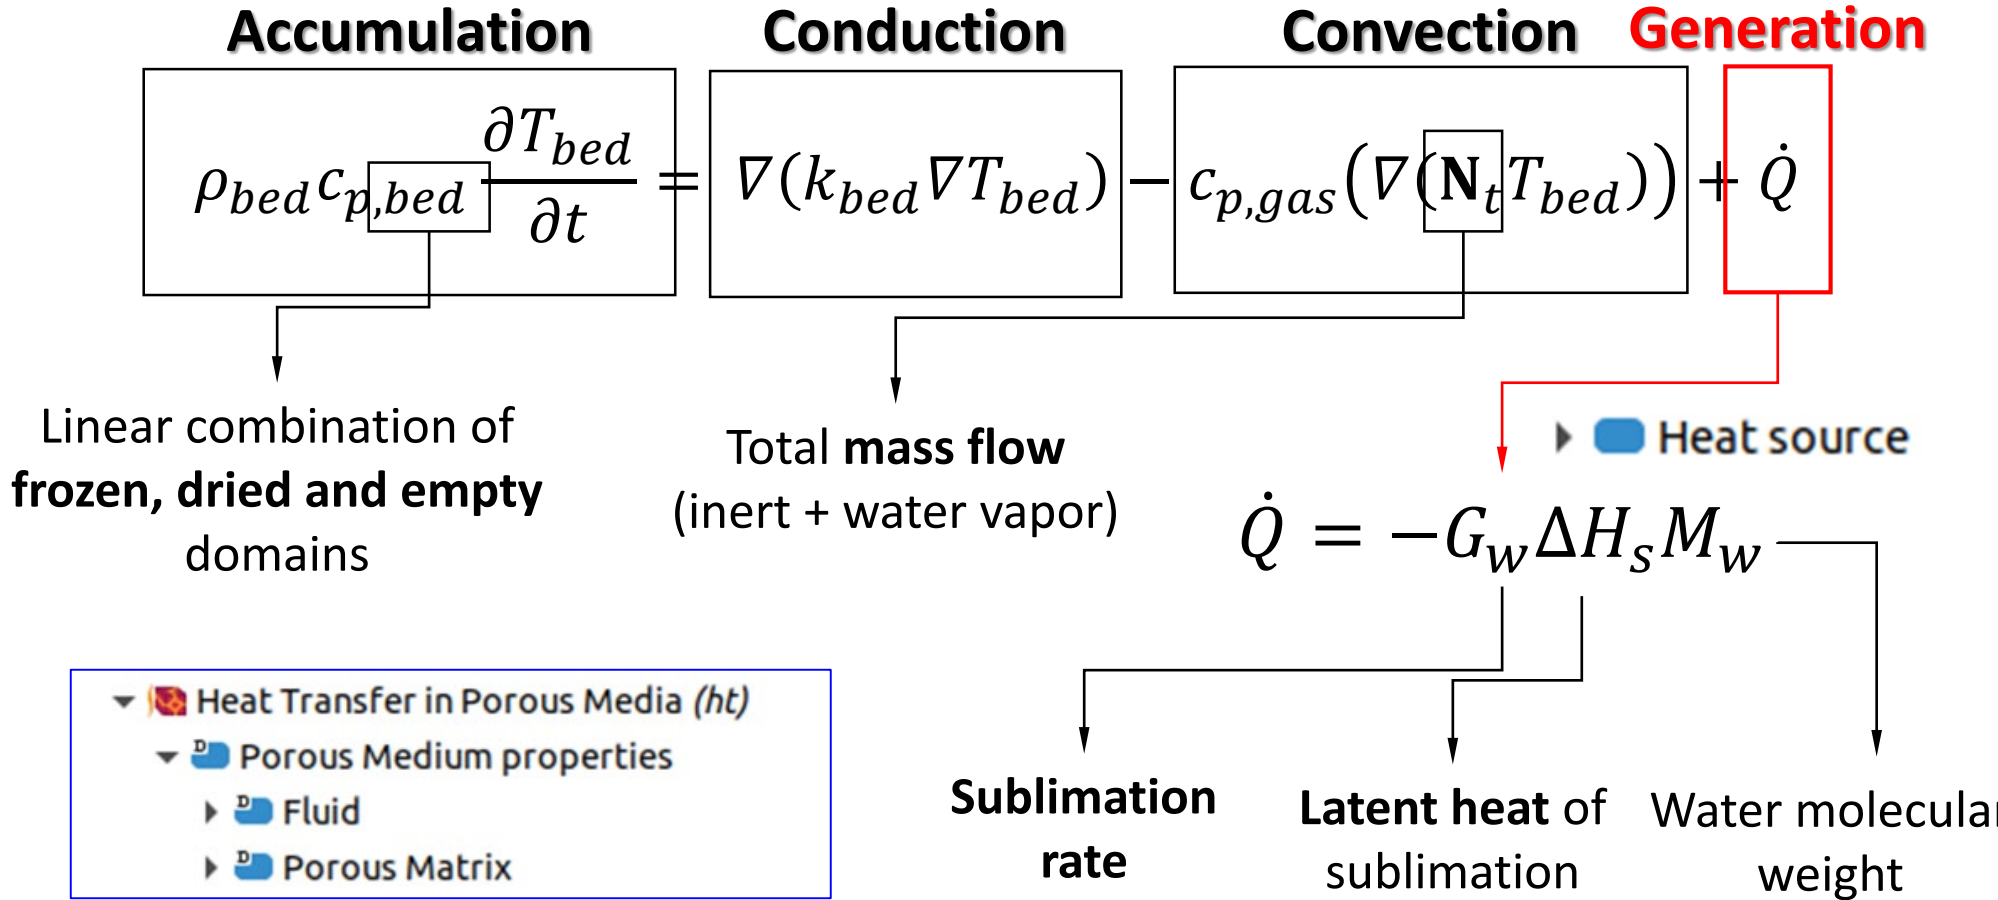 Accumulation Conduction Convection Generation
ρ_bed c_p,bed ∂T_bed/∂t = ∇(k_bed∇T_bed) − c_p,gas(∇(𝐍_t T_bed)) + Q̇
Linear combination of
frozen, dried and empty
domains
Total mass flow
(inert + water vapor)
Heat source
Q̇ = −G_w ΔH_s M_w
Heat Transfer in Porous Media (ht)
D Porous Medium properties
D Fluid
D Porous Matrix
Sublimation
rate
Latent heat of
sublimation
Water molecular
weight